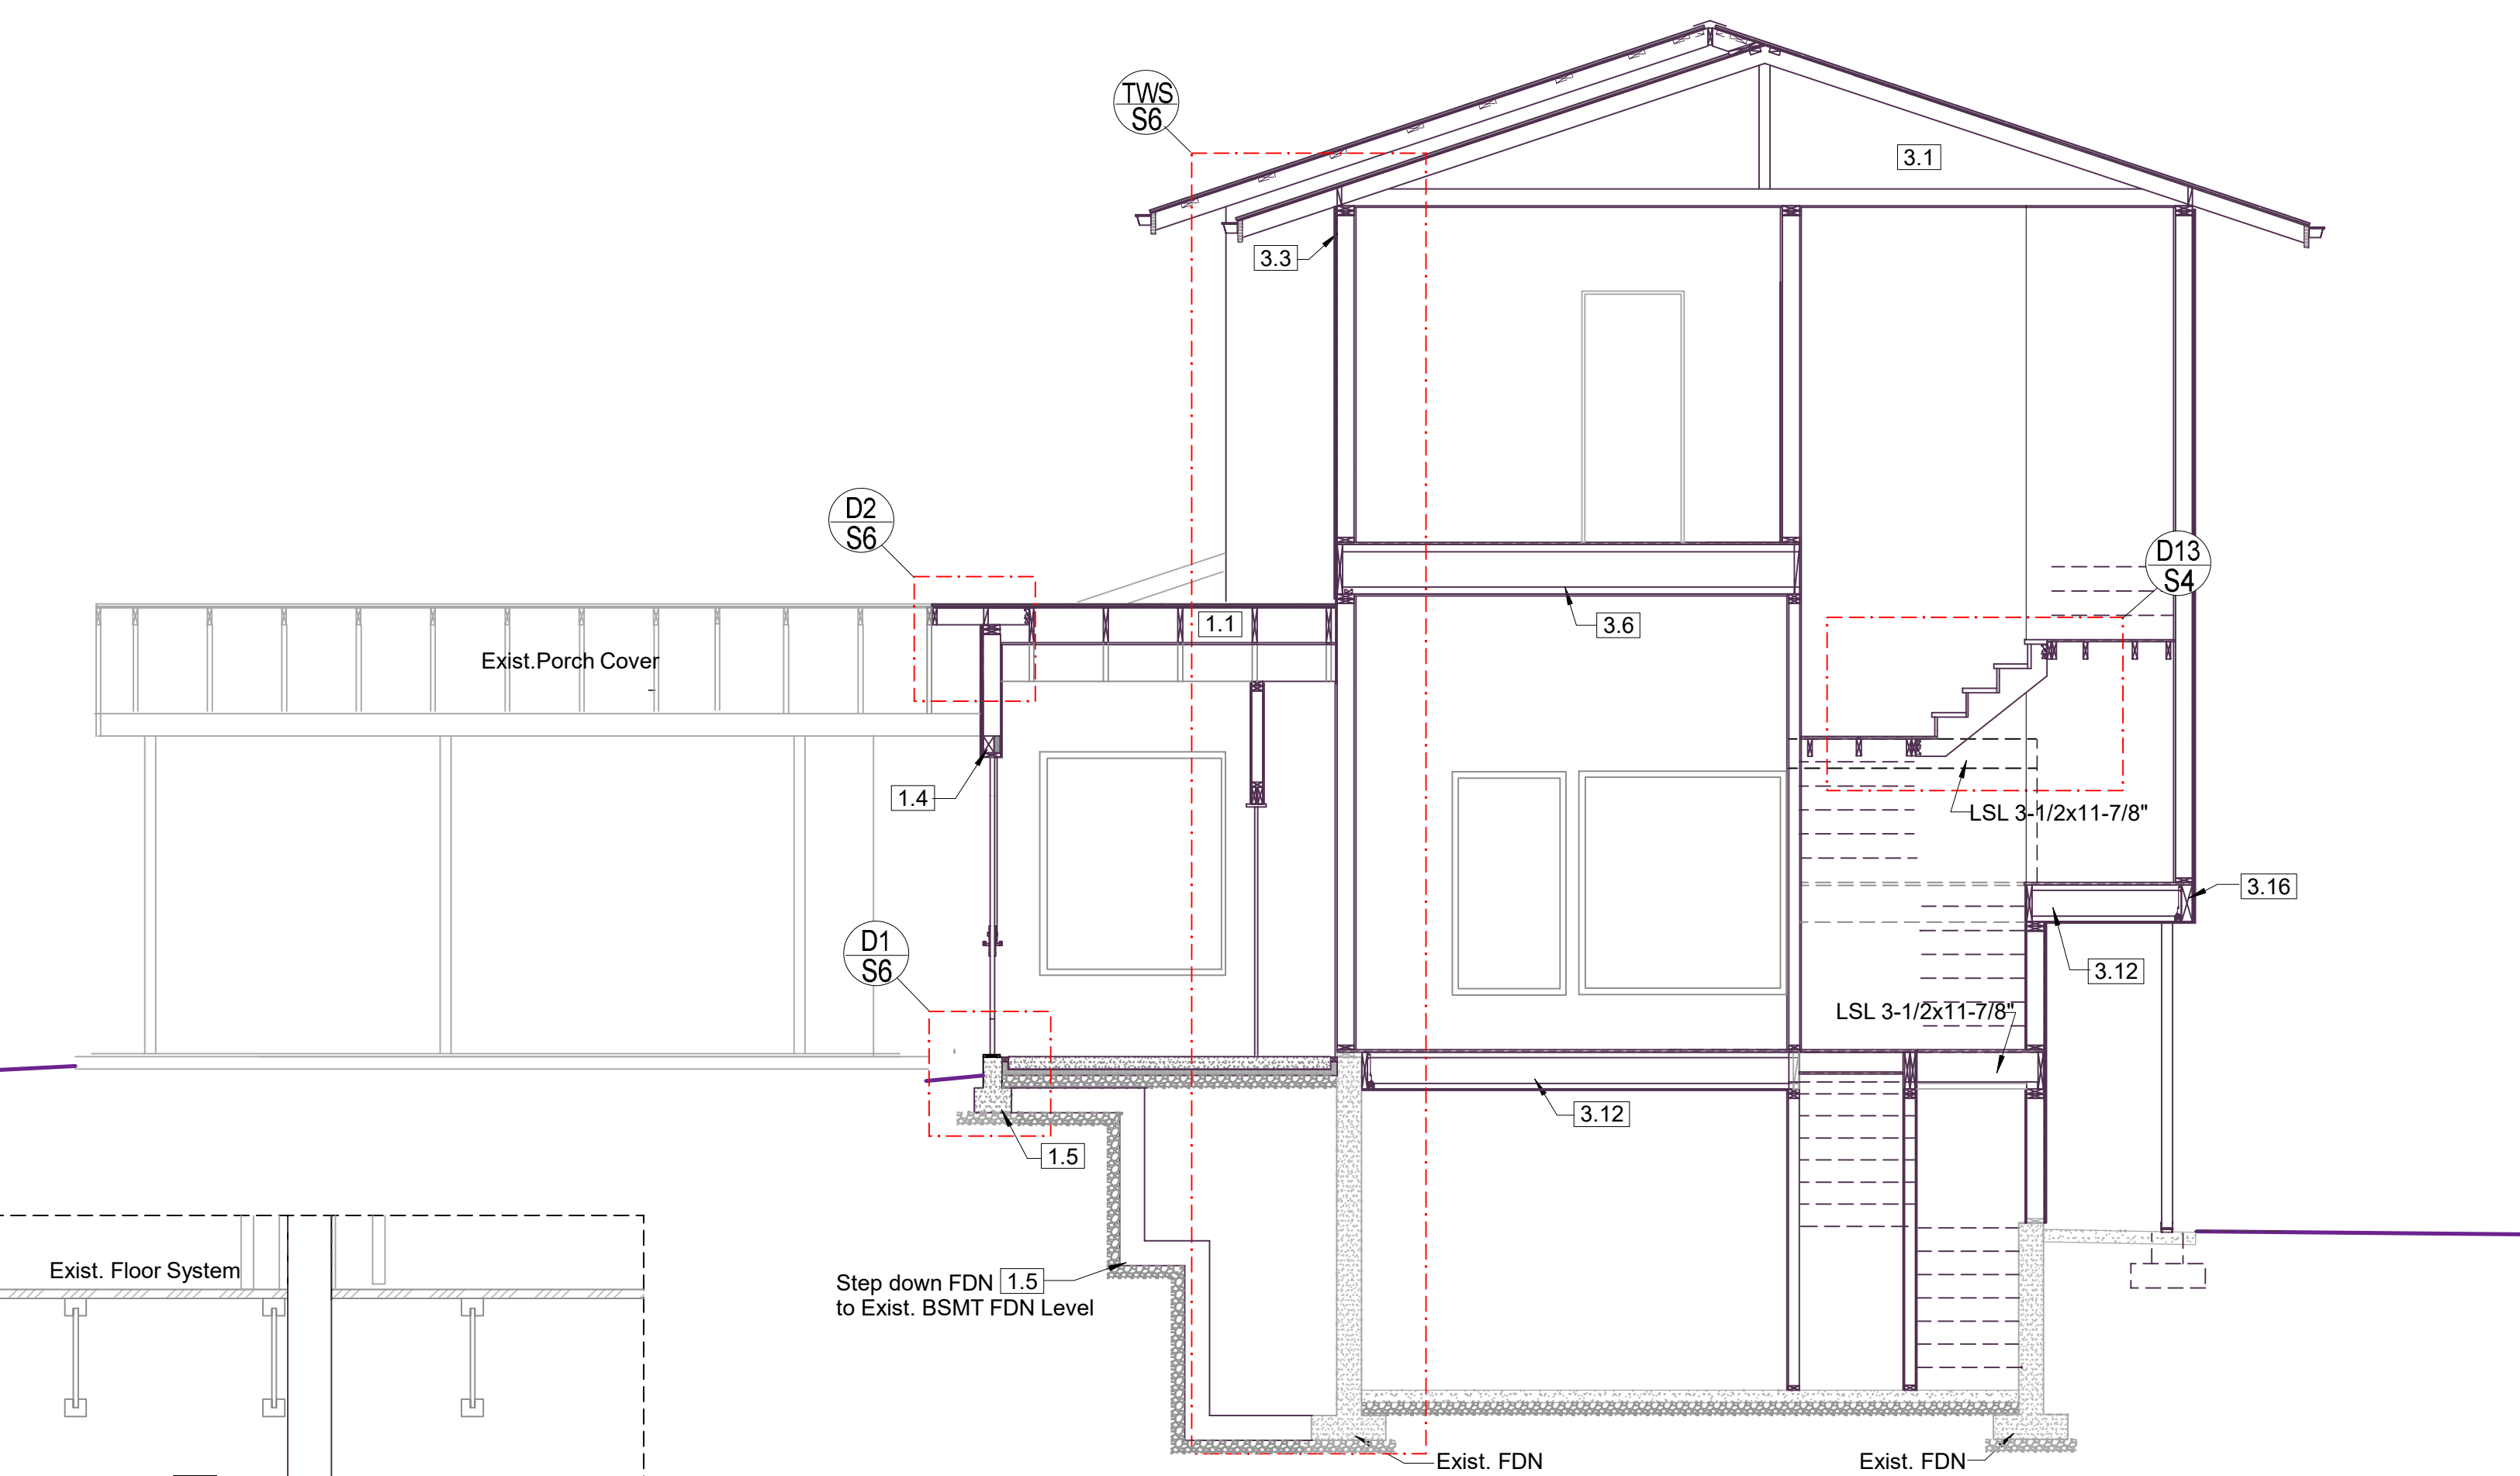 TWS
S6
3.1
3.3
D2
S6
D13
S4
1.1
3.6
Exist.Porch Cover
1.4
LSL 3-1/2x11-7/8"
3.16
D1
S6
3.12
LSL 3-1/2x11-7/8"
3.12
1.5
Exist. Floor System
Step down FDN 1.5
to Exist. BSMT FDN Level
Exist. FDN
Exist. FDN